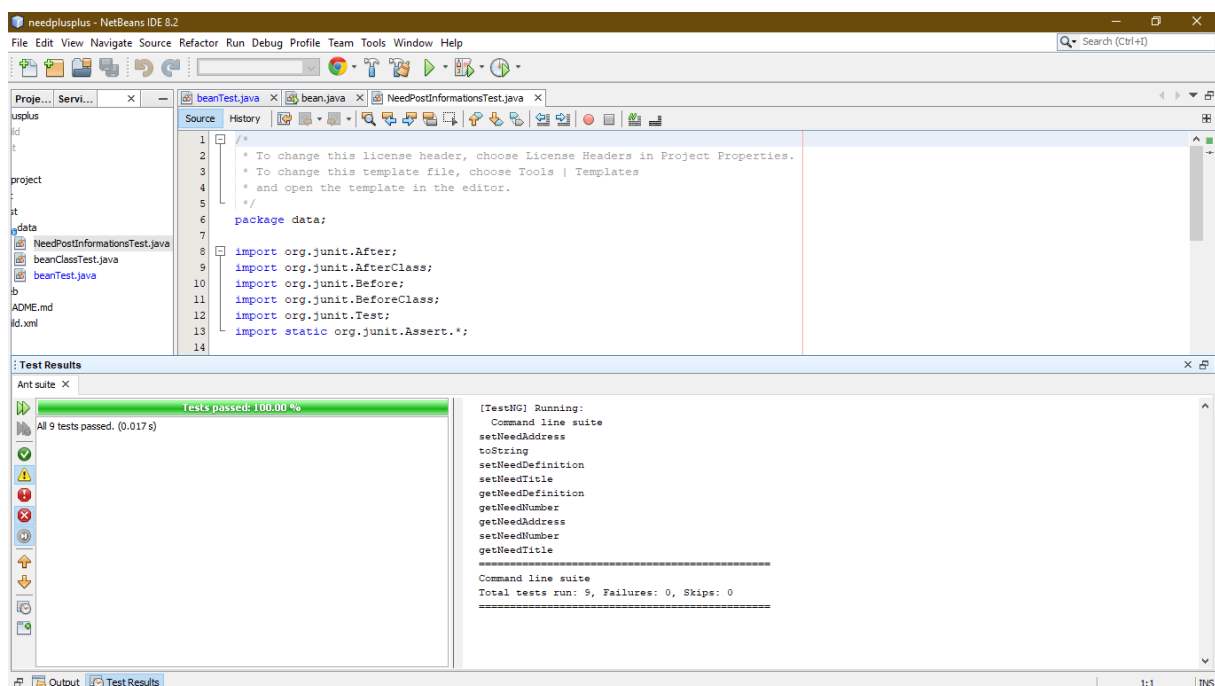 needplusplus - NetBeans IDE 8.2
File Edit View Navigate Source Refactor Run Debug Profile Team Tools Window Help
Search (Ctrl+I)
Proje... Servi...
beanTest.java bean.java NeedPostInformationsTest.java
usplus
Source History
ild
t
project
:
st
data
NeedPostInformationsTest.java
beanClassTest.java
beanTest.java
eb
ADME.md
ild.xml
1 /*
2 * To change this license header, choose License Headers in Project Properties.
3 * To change this template file, choose Tools | Templates
4 * and open the template in the editor.
5 */
6 package data;
7
8 import org.junit.After;
9 import org.junit.AfterClass;
10 import org.junit.Before;
11 import org.junit.BeforeClass;
12 import org.junit.Test;
13 import static org.junit.Assert.*;
14
Test Results
Ant suite
Tests passed: 100.00 %
All 9 tests passed. (0.017 s)
[TestNG] Running:
Command line suite
setNeedAddress
toString
setNeedDefinition
setNeedTitle
getNeedDefinition
getNeedNumber
getNeedAddress
setNeedNumber
getNeedTitle
===============================================
Command line suite
Total tests run: 9, Failures: 0, Skips: 0
===============================================
Output Test Results
1:1 INS